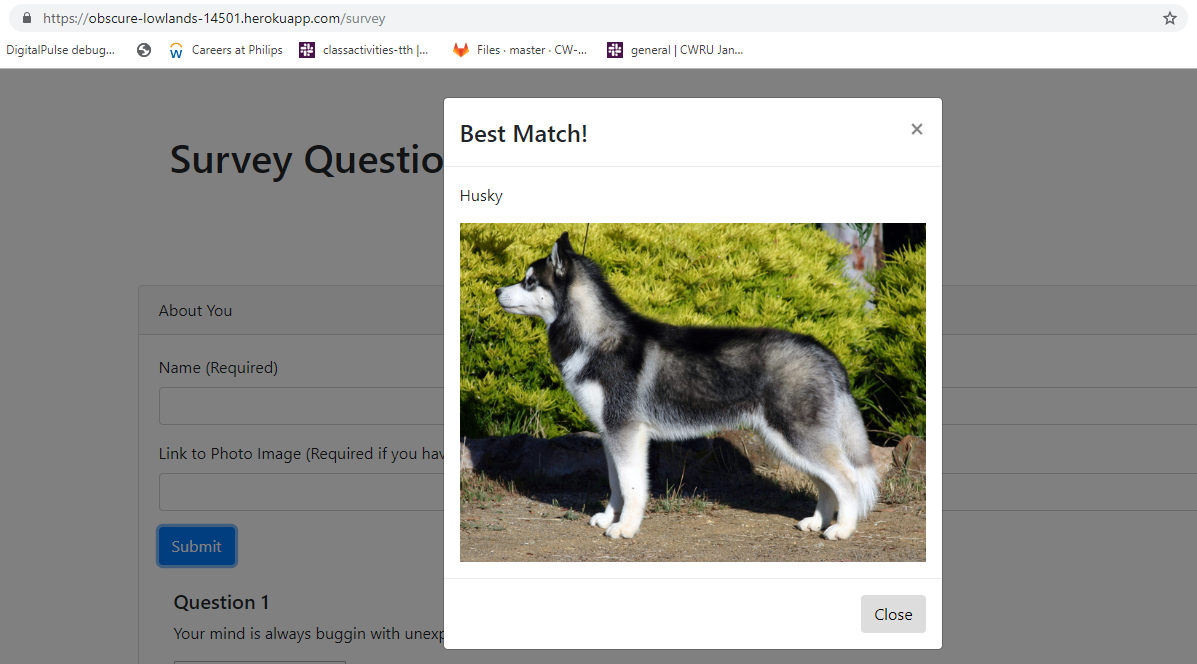 https://obscure-lowlands-14501.herokuapp.com/survey
DigitalPulse debug... Careers at Philips classactivities-tth |... Files · master · CW-... general | CWRU Jan...
Best Match!
×
Survey Questio
Husky
About You
Name (Required)
Link to Photo Image (Required if you hav
Submit
Question 1
Your mind is always buggin with unexp
Close